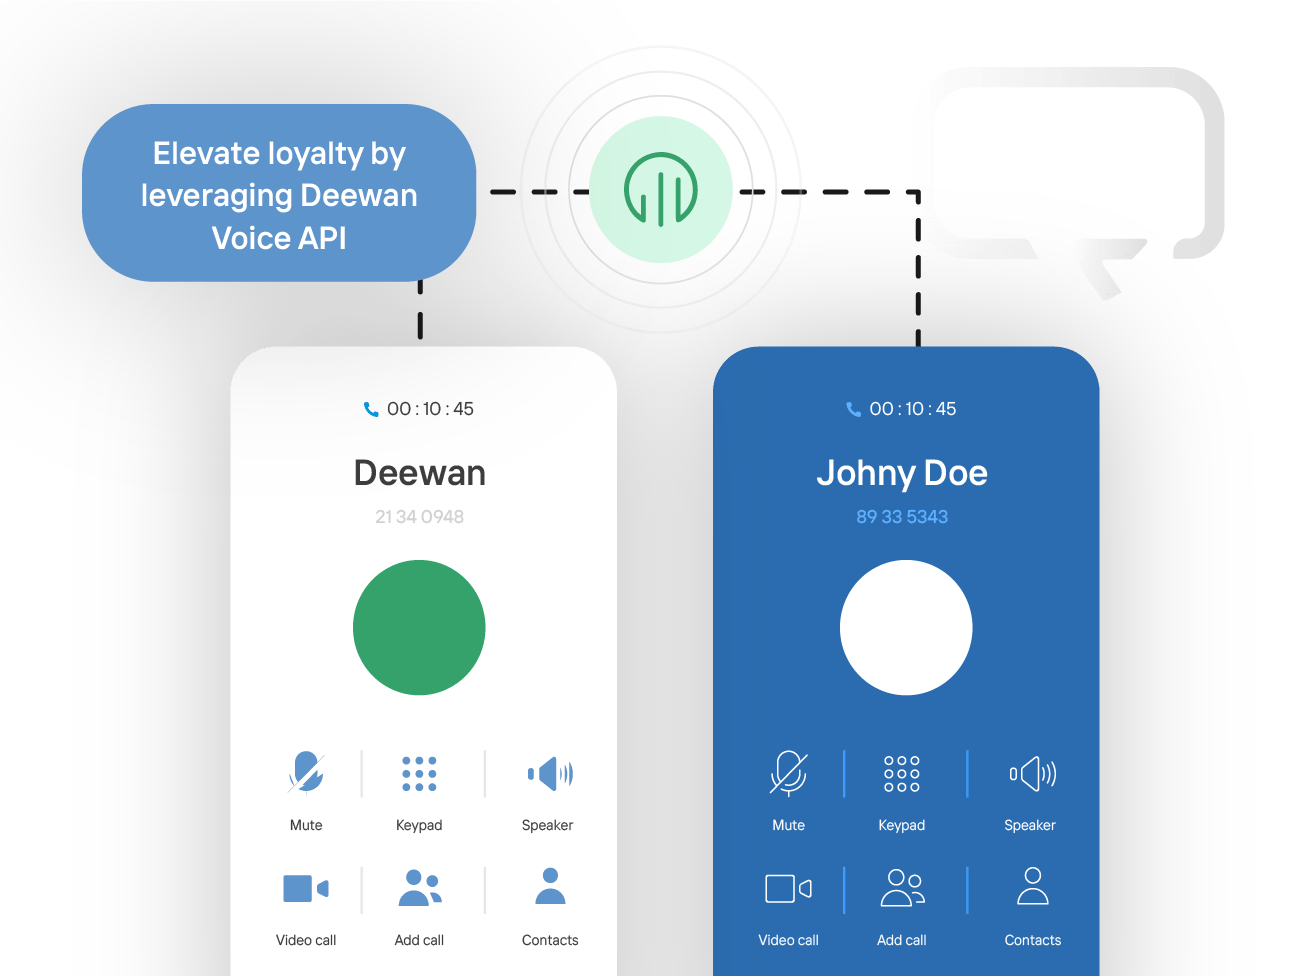 Elevate loyalty by
leveraging Deewan
Voice API
00 : 10 : 45
Deewan
21 34 0948
Mute
Keypad
Speaker
Video call
Add call
Contacts
00 : 10 : 45
Johny Doe
89 33 5343
Mute
Keypad
Speaker
Video call
Add call
Contacts